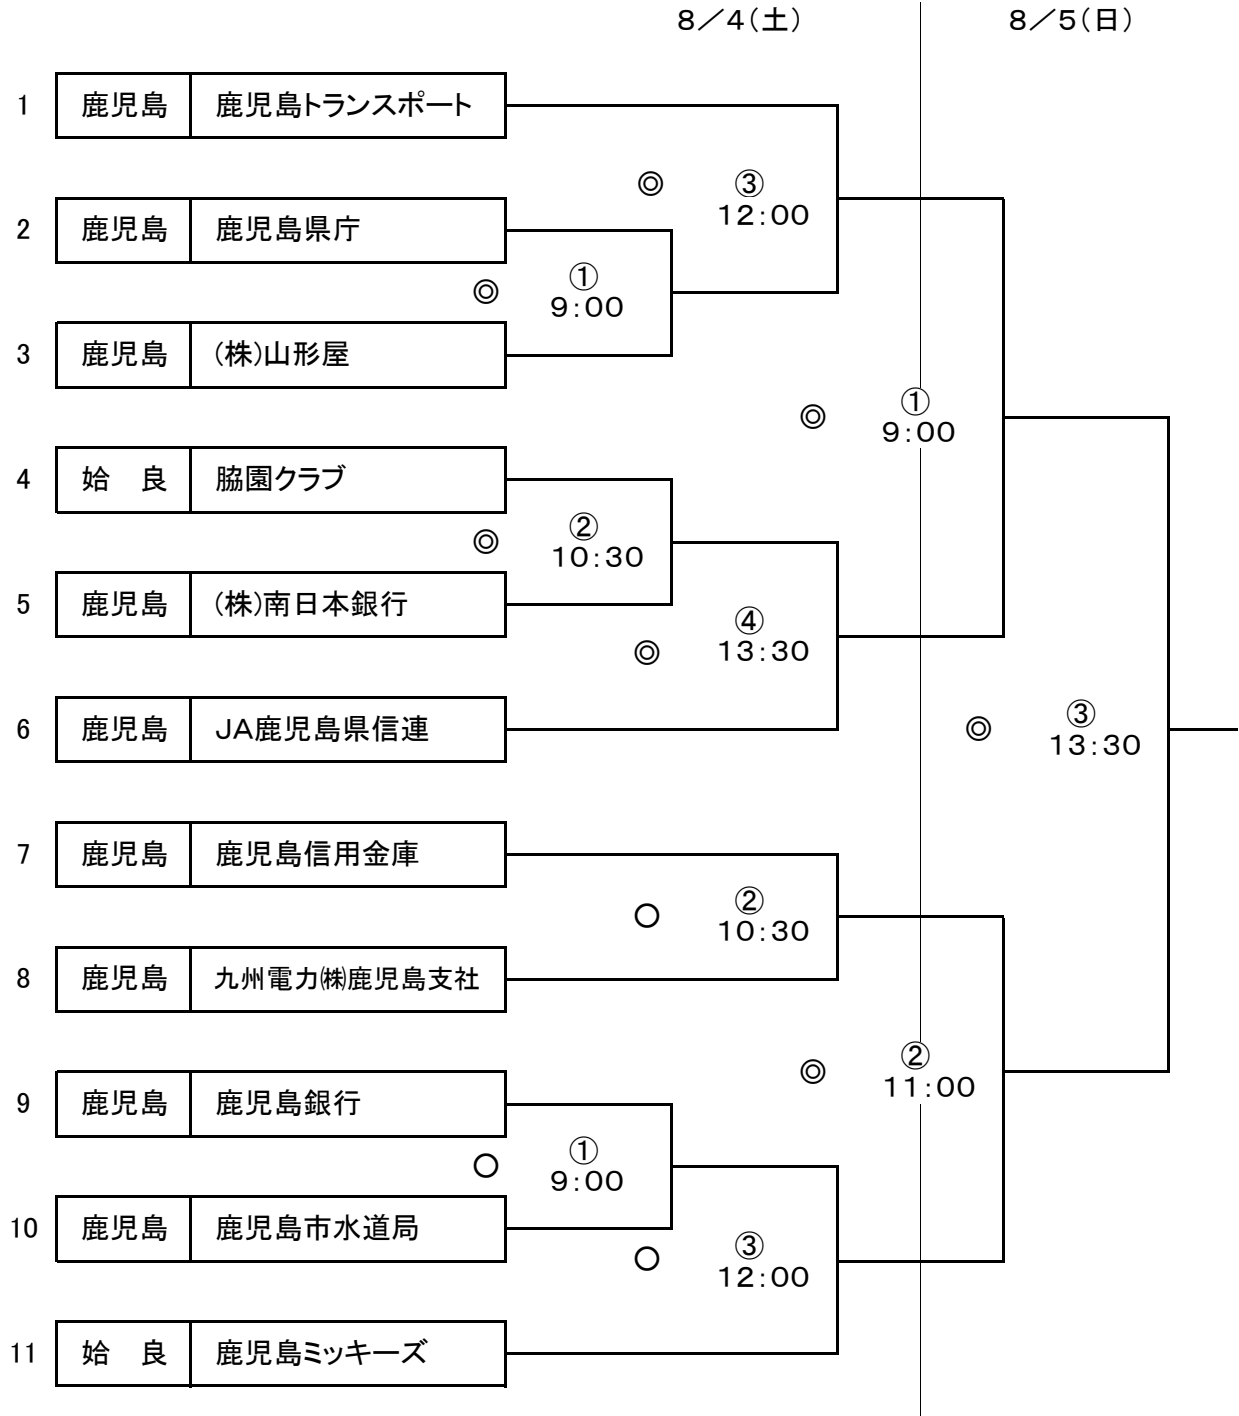 8／4(土)
8／5(日)
1 鹿児島 鹿児島トランスポート
◎ ③
12:00
2 鹿児島 鹿児島県庁
◎ ①
9:00
3 鹿児島 (株)山形屋
◎ ①
9:00
4 姶　良 脇園クラブ
◎ ②
10:30
5 鹿児島 (株)南日本銀行
◎ ④
13:30
6 鹿児島 JA鹿児島県信連
◎ ③
13:30
7 鹿児島 鹿児島信用金庫
○ ②
10:30
8 鹿児島 九州電力㈱鹿児島支社
◎ ②
11:00
9 鹿児島 鹿児島銀行
○ ①
9:00
10 鹿児島 鹿児島市水道局
○ ③
12:00
11 姶　良 鹿児島ミッキーズ